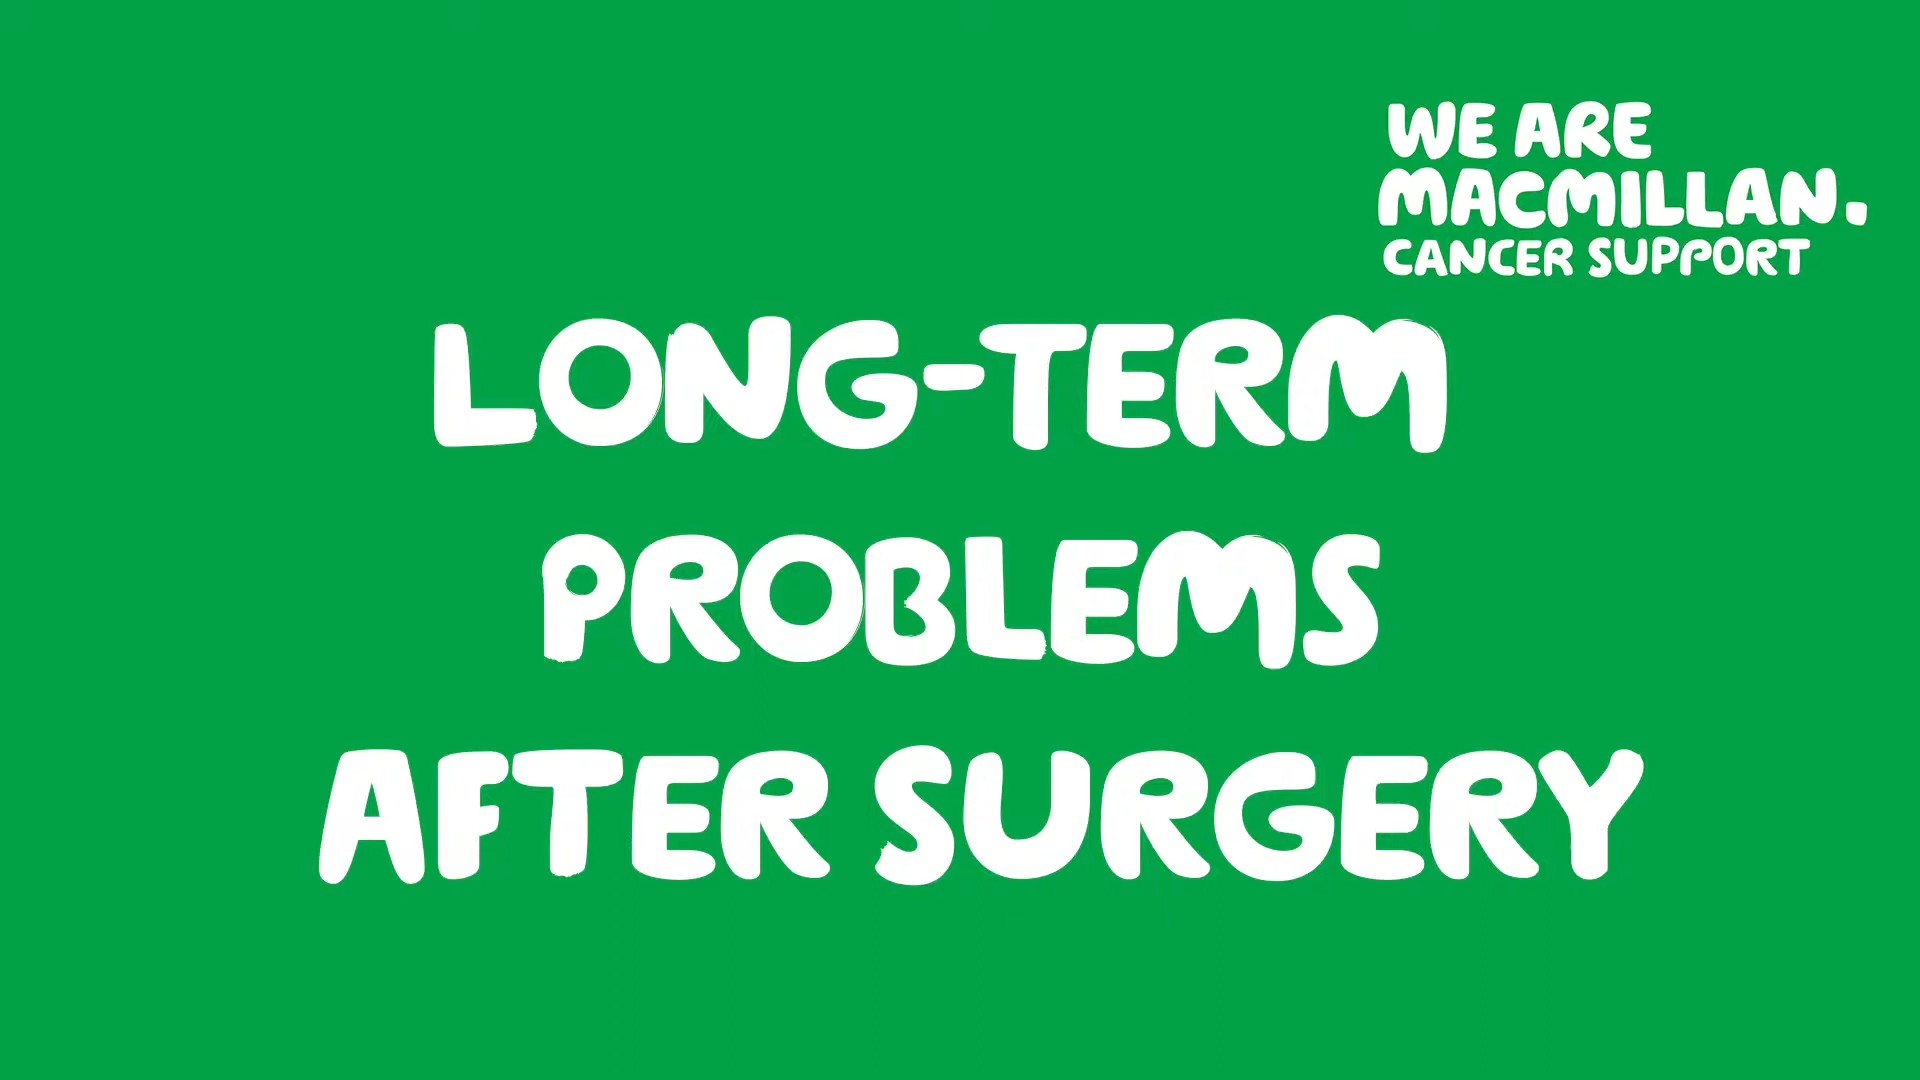 WE ARE
MACMILLAN.
CANCER SUPPORT
LONG-TERM
PROBLEMS
AFTER SURGERY